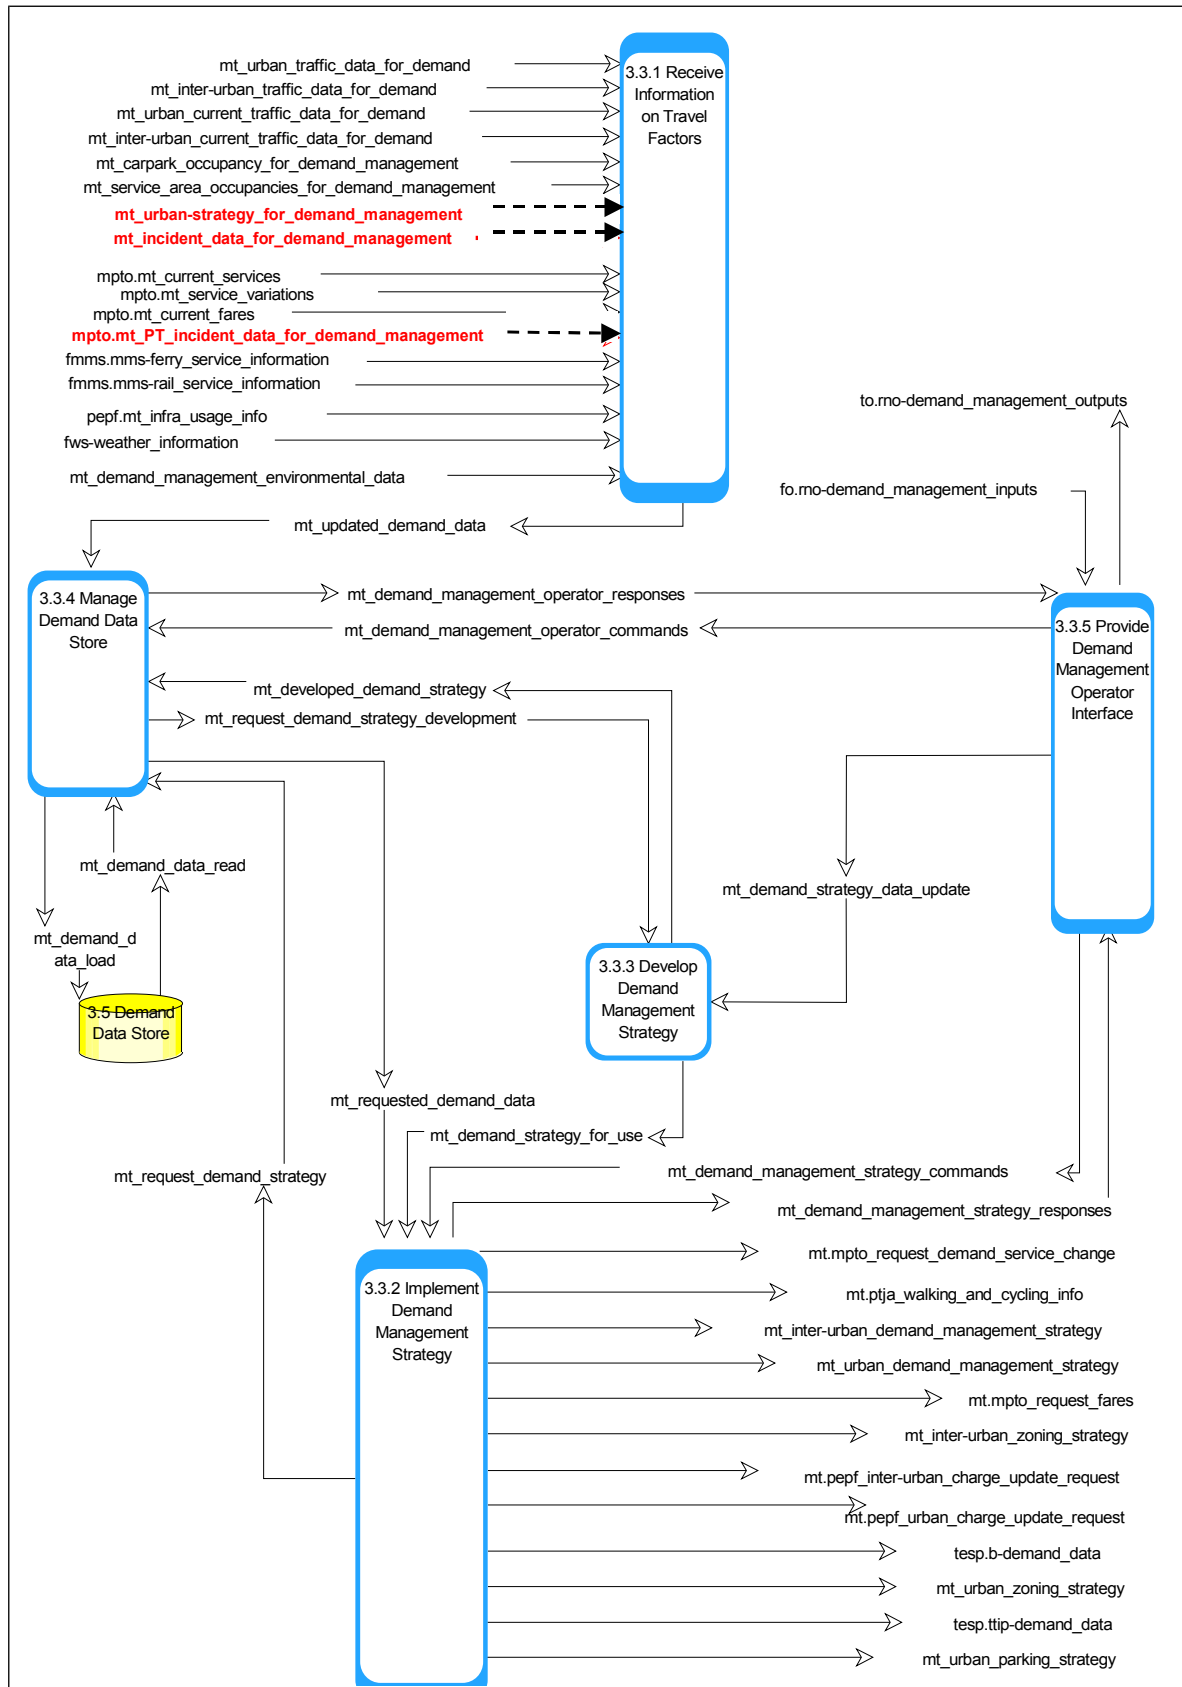 mt_urban_traffic_data_for_demand
mt_inter-urban_traffic_data_for_demand
mt_urban_current_traffic_data_for_demand
mt_inter-urban_current_traffic_data_for_demand
mt_carpark_occupancy_for_demand_management
mt_service_area_occupancies_for_demand_management
mt_urban-strategy_for_demand_management
mt_incident_data_for_demand_management
mpto.mt_current_services
mpto.mt_service_variations
mpto.mt_current_fares
mpto.mt_PT_incident_data_for_demand_management
fmms.mms-ferry_service_information
fmms.mms-rail_service_information
pepf.mt_infra_usage_info
fws-weather_information
mt_demand_management_environmental_data
3.3.1 Receive
Information
on Travel
Factors
to.rno-demand_management_outputs
fo.rno-demand_management_inputs
mt_updated_demand_data
3.3.4 Manage
Demand Data
Store
mt_demand_management_operator_responses
mt_demand_management_operator_commands
mt_developed_demand_strategy
mt_request_demand_strategy_development
3.3.5 Provide
Demand
Management
Operator
Interface
mt_demand_data_read
mt_demand_d
ata_load
3.5 Demand
Data Store
mt_demand_strategy_data_update
3.3.3 Develop
Demand
Management
Strategy
mt_requested_demand_data
mt_demand_strategy_for_use
mt_request_demand_strategy
mt_demand_management_strategy_commands
mt_demand_management_strategy_responses
3.3.2 Implement
Demand
Management
Strategy
mt.mpto_request_demand_service_change
mt.ptja_walking_and_cycling_info
mt_inter-urban_demand_management_strategy
mt_urban_demand_management_strategy
mt.mpto_request_fares
mt_inter-urban_zoning_strategy
mt.pepf_inter-urban_charge_update_request
mt.pepf_urban_charge_update_request
tesp.b-demand_data
mt_urban_zoning_strategy
tesp.ttip-demand_data
mt_urban_parking_strategy